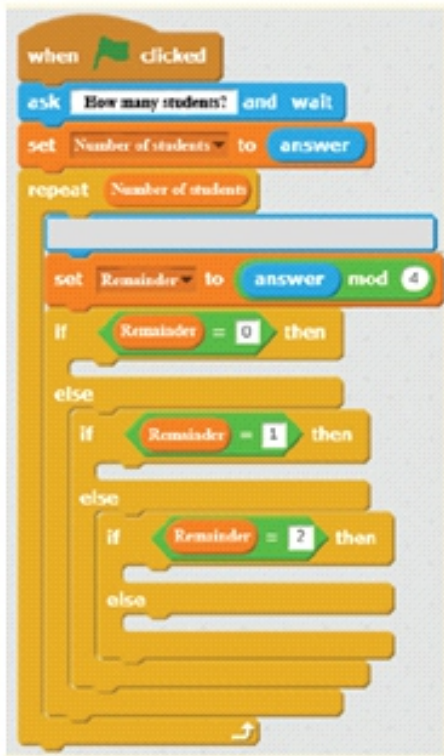 when clicked
ask How many students? and wait
set Number of students to answer
repeat Number of students
set Remainder to answer mod 4
if Remainder = 0 then
else
if Remainder = 1 then
else
if Remainder = 2 then
else